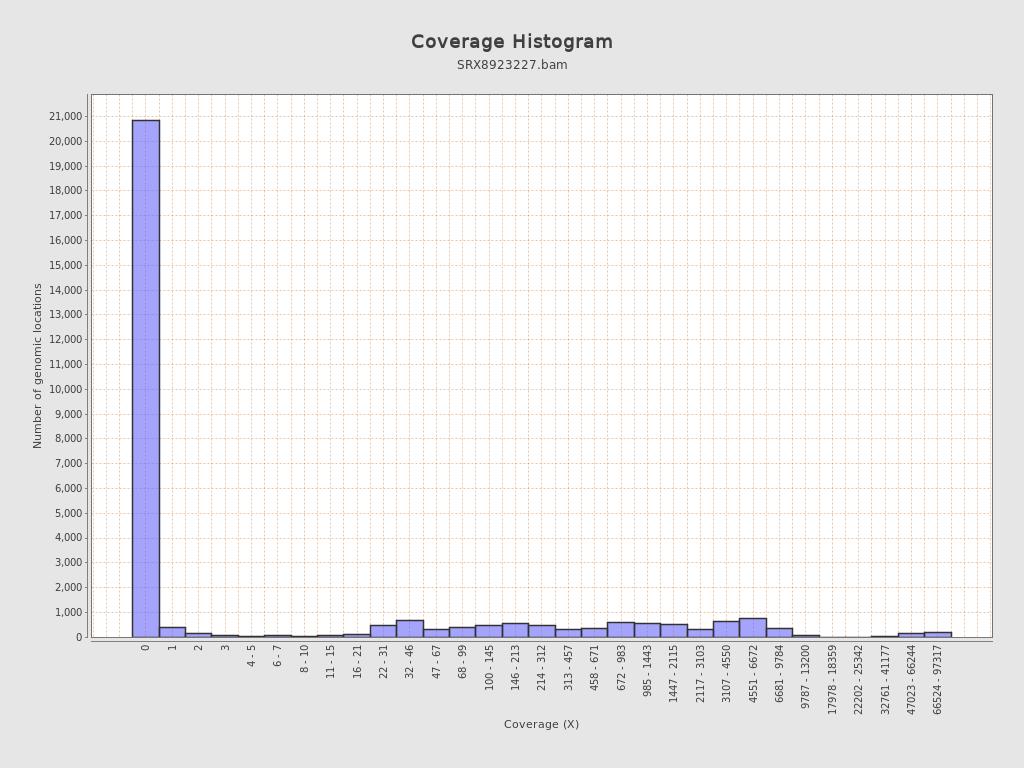 Coverage Histogram
SRX8923227.bam
21,000
20,000
19,000
18,000
17,000
16,000
15,000
14,000
13,000
12,000
11,000
10,000
9,000
8,000
7,000
6,000
5,000
4,000
3,000
2,000
1,000
0
Number of genomic locations
0
1
2
3
4 - 5
6 - 7
8 - 10
11 - 15
16 - 21
22 - 31
32 - 46
47 - 67
68 - 99
100 - 145
146 - 213
214 - 312
313 - 457
458 - 671
672 - 983
985 - 1443
1447 - 2115
2117 - 3103
3107 - 4550
4551 - 6672
6681 - 9784
9787 - 13200
17978 - 18359
22202 - 25342
32761 - 41177
47023 - 66244
66524 - 97317
Coverage (X)